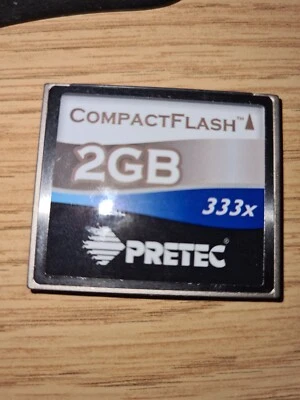 COMPACTFLASH™
2GB
333x
PRETEC®